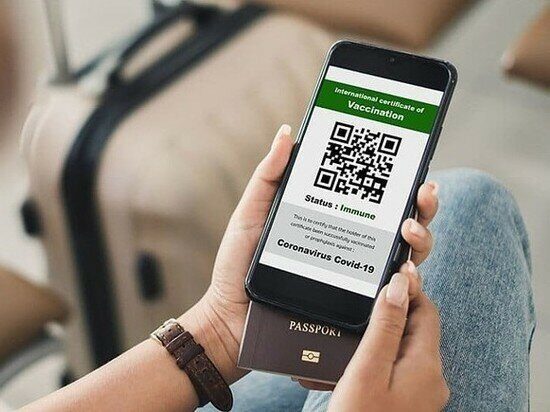 International certificate of
Vaccination
Status : Immune
This is to certify that the holder of this
certificate been successfully vaccinated
or prophylaxis against :
Coronavirus Covid-19
PASSPORT